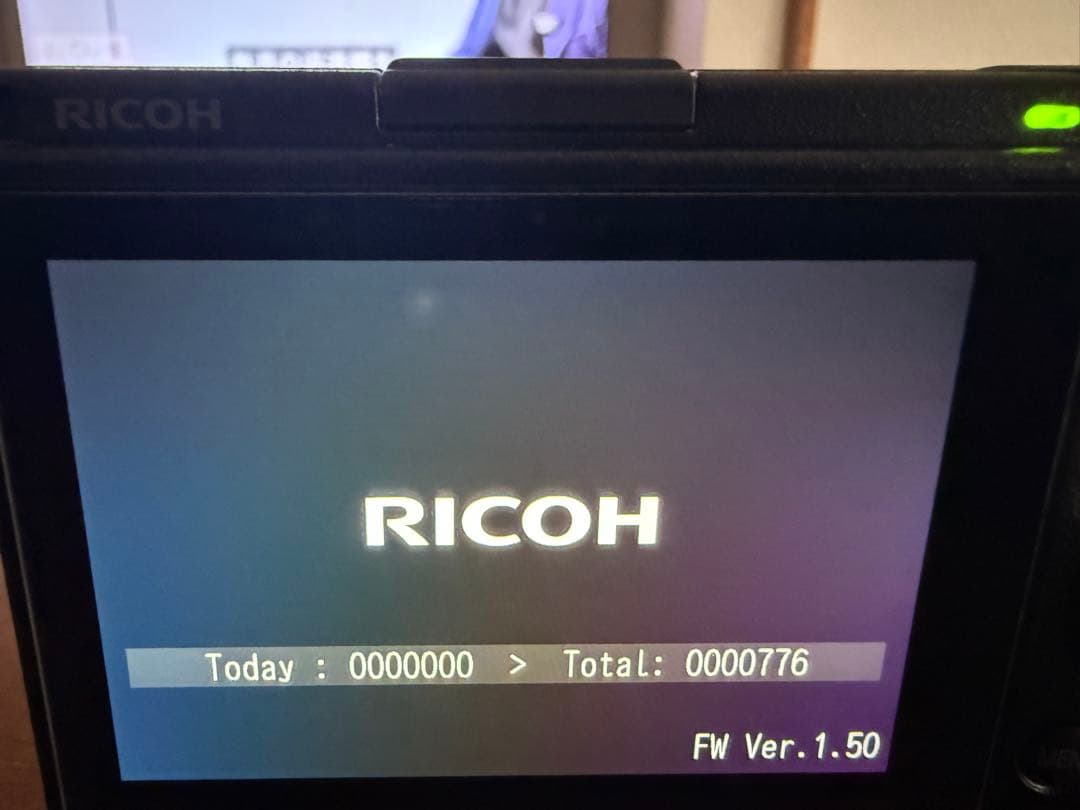 RICOH
RICOH
Today : 0000000 > Total: 0000776
FW Ver.1.50